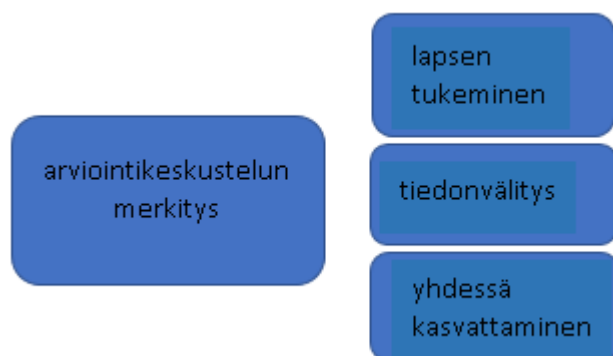 arviointikeskustelun
merkitys
lapsen
tukeminen
tiedonvälitys
yhdessä
kasvattaminen